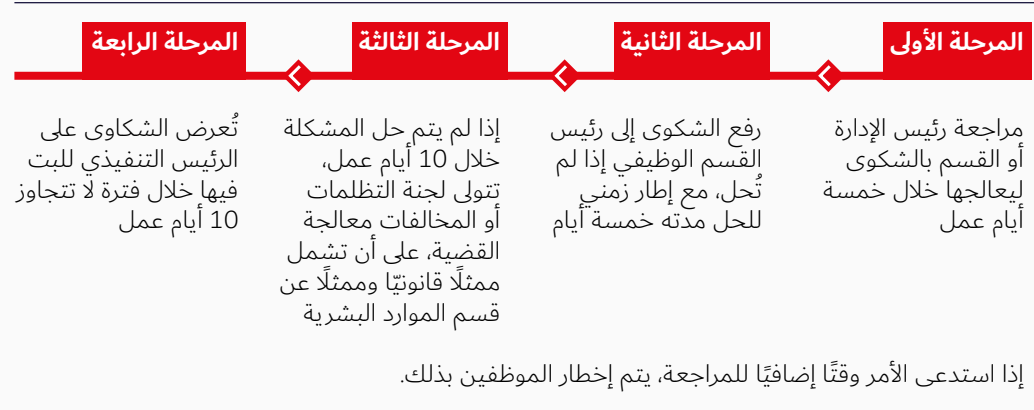 المرحلة الأولى
مراجعة رئيس الإدارة
أو القسم بالشكوى
ليعالجها خلال خمسة
أيام عمل
المرحلة الثانية
رفع الشكوى إلى رئيس
القسم الوظيفي إذا لم
تُحل، مع إطار زمني
للحل مدته خمسة أيام
المرحلة الثالثة
إذا لم يتم حل المشكلة
خلال 10 أيام عمل،
تتولى لجنة التظلمات
أو المخالفات معالجة
القضية، على أن تشمل
ممثلًا قانونيًا وممثلًا عن
قسم الموارد البشرية
المرحلة الرابعة
تُعرض الشكاوى على
الرئيس التنفيذي للبت
فيها خلال فترة لا تتجاوز
10 أيام عمل
إذا استدعى الأمر وقتًا إضافيًا للمراجعة، يتم إخطار الموظفين بذلك.